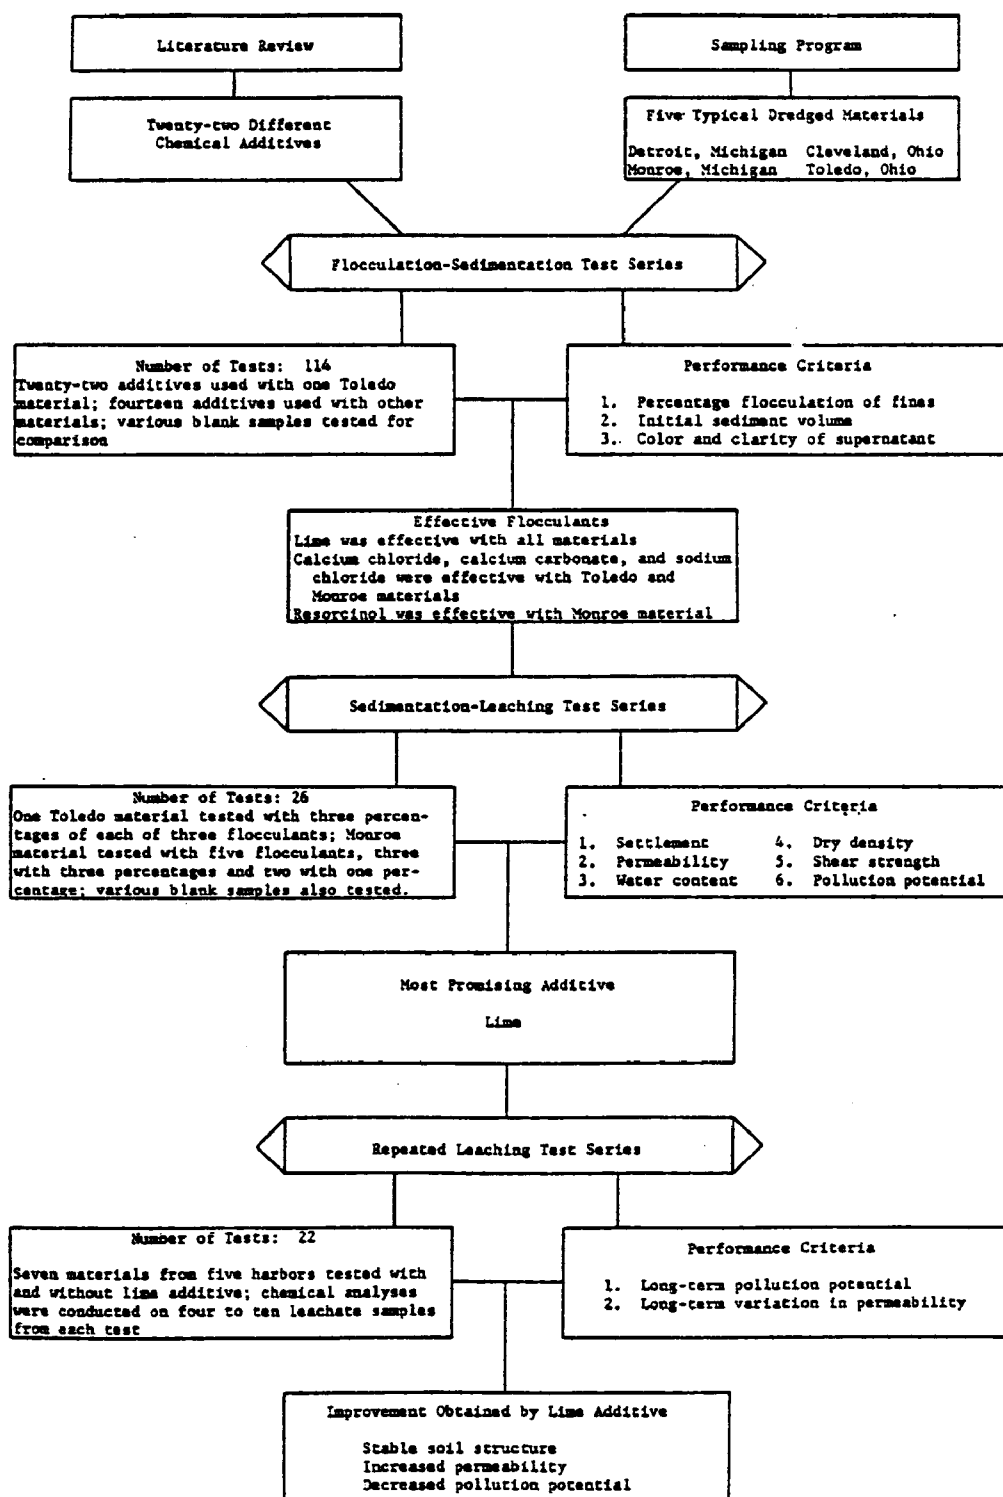 Literature Review
Sampling Program
Twenty-two Different
Chemical Additives
Five Typical Dredged Materials
Detroit, Michigan Cleveland, Ohio
Monroe, Michigan Toledo, Ohio
Flocculation-Sedimentation Test Series
Number of Tests: 114
Twenty-two additives used with one Toledo
material; fourteen additives used with other
materials; various blank samples tested for
comparison
Performance Criteria
1. Percentage flocculation of fines
2. Initial sediment volume
3. Color and clarity of supernatant
Effective Flocculants
Lime was effective with all materials
Calcium chloride, calcium carbonate, and sodium
chloride were effective with Toledo and
Monroe materials
Resorcinol was effective with Monroe material
Sedimentation-Leaching Test Series
Number of Tests: 26
One Toledo material tested with three percen-
tages of each of three flocculants; Monroe
material tested with five flocculants, three
with three percentages and two with one per-
centage; various blank samples also tested.
Performance Criteria
1. Settlement 4. Dry density
2. Permeability 5. Shear strength
3. Water content 6. Pollution potential
Most Promising Additive
Lime
Repeated Leaching Test Series
Number of Tests: 22
Seven materials from five harbors tested with
and without lime additive; chemical analyses
were conducted on four to ten leachate samples
from each test
Performance Criteria
1. Long-term pollution potential
2. Long-term variation in permeability
Improvement Obtained by Lime Additive
Stable soil structure
Increased permeability
Decreased pollution potential